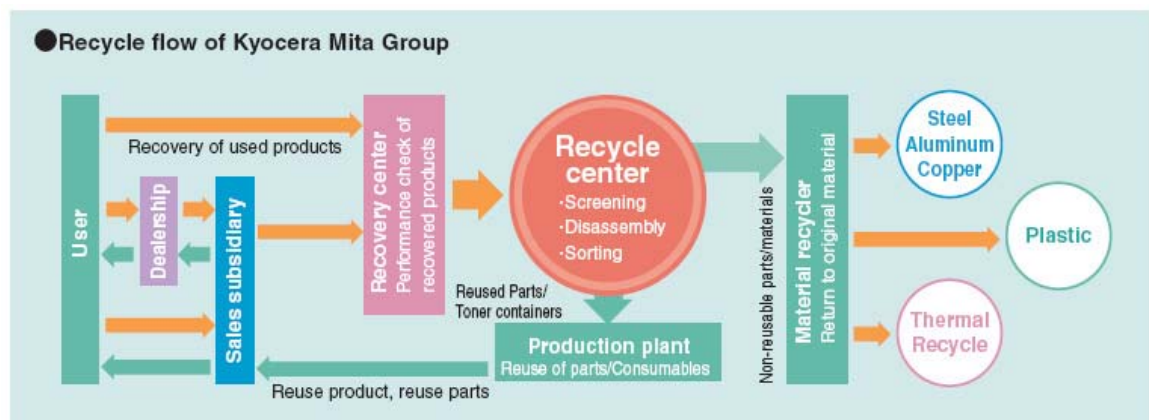 ●Recycle flow of Kyocera Mita Group
User
Recovery of used products
Dealership
Sales subsidiary
Recovery center
Performance check of
recovered products
Recycle
center
·Screening
·Disassembly
·Sorting
Reused Parts/
Toner containers
Production plant
Reuse of parts/Consumables
Reuse product, reuse parts
Non-reusable parts/materials
Material recycler
Return to original material
Steel
Aluminum
Copper
Plastic
Thermal
Recycle